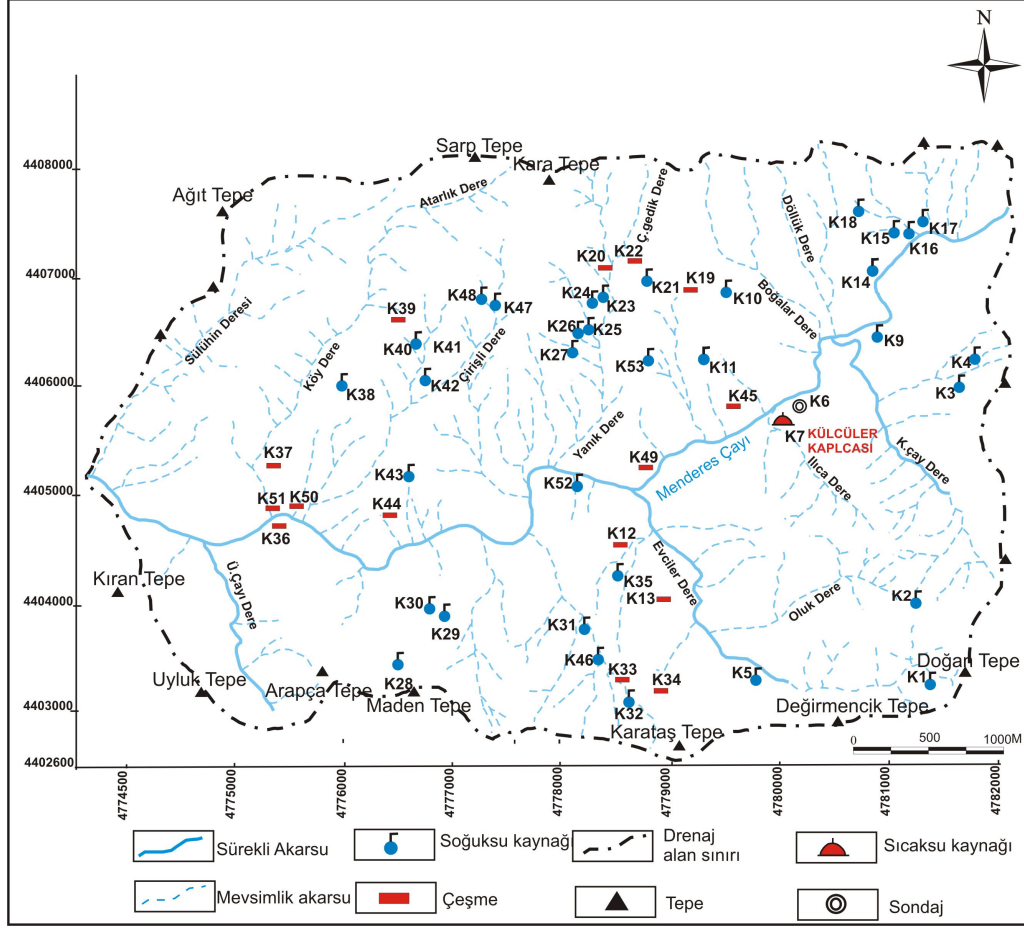 N
Sarp Tepe
4408000
Kara Tepe
Ağıt Tepe
Atarlık Dere
Ç.gedik Dere
Döllük Dere
K18
K17
K15
K16
K20
K22
4407000
K14
K48
K47
K24
K23
K21
K19
K10
Boğalar Dere
K39
Sülühin Deresi
K40
K41
K26
K25
K9
K27
Çirişli Dere
K53
K11
K4
Köy Dere
4406000
K38
K42
K3
K45
K6
K7
KÜLCÜLER
KAPLCASI
Yanık Dere
K37
K43
K49
Menderes Çayı
K.çay Dere
Ilıca Dere
4405000
K52
K51
K50
K44
K36
K12
Evciler Dere
Ü.Çayı Dere
Kıran Tepe
K35
K13
Oluk Dere
K2
4404000
K30
K29
K31
K46
Doğan Tepe
Uyluk Tepe
Arapça Tepe
K28
K33
K34
K5
K1
Maden Tepe
K32
4403000
Değirmencik Tepe
Karataş Tepe
0
500
1000M
4402600
4774500
4775000
4776000
4777000
4778000
4779000
4780000
4781000
4782000
Sürekli Akarsu
Soğuksu kaynağı
Drenaj
alan sınırı
Sıcaksu kaynağı
Mevsimlik akarsu
Çeşme
Tepe
Sondaj